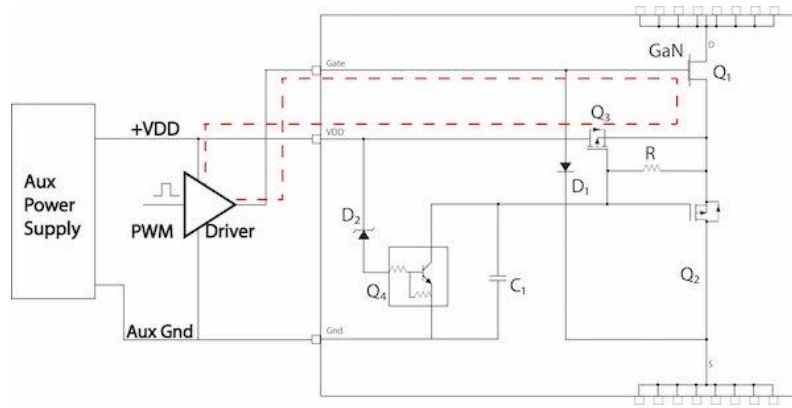 D
GaN
Gate
Q1
Q3
+VDD
VDD
R
Aux
Power
Supply
D1
PWM Driver
D2
Q2
Q4
C1
Aux Gnd
Gnd
S